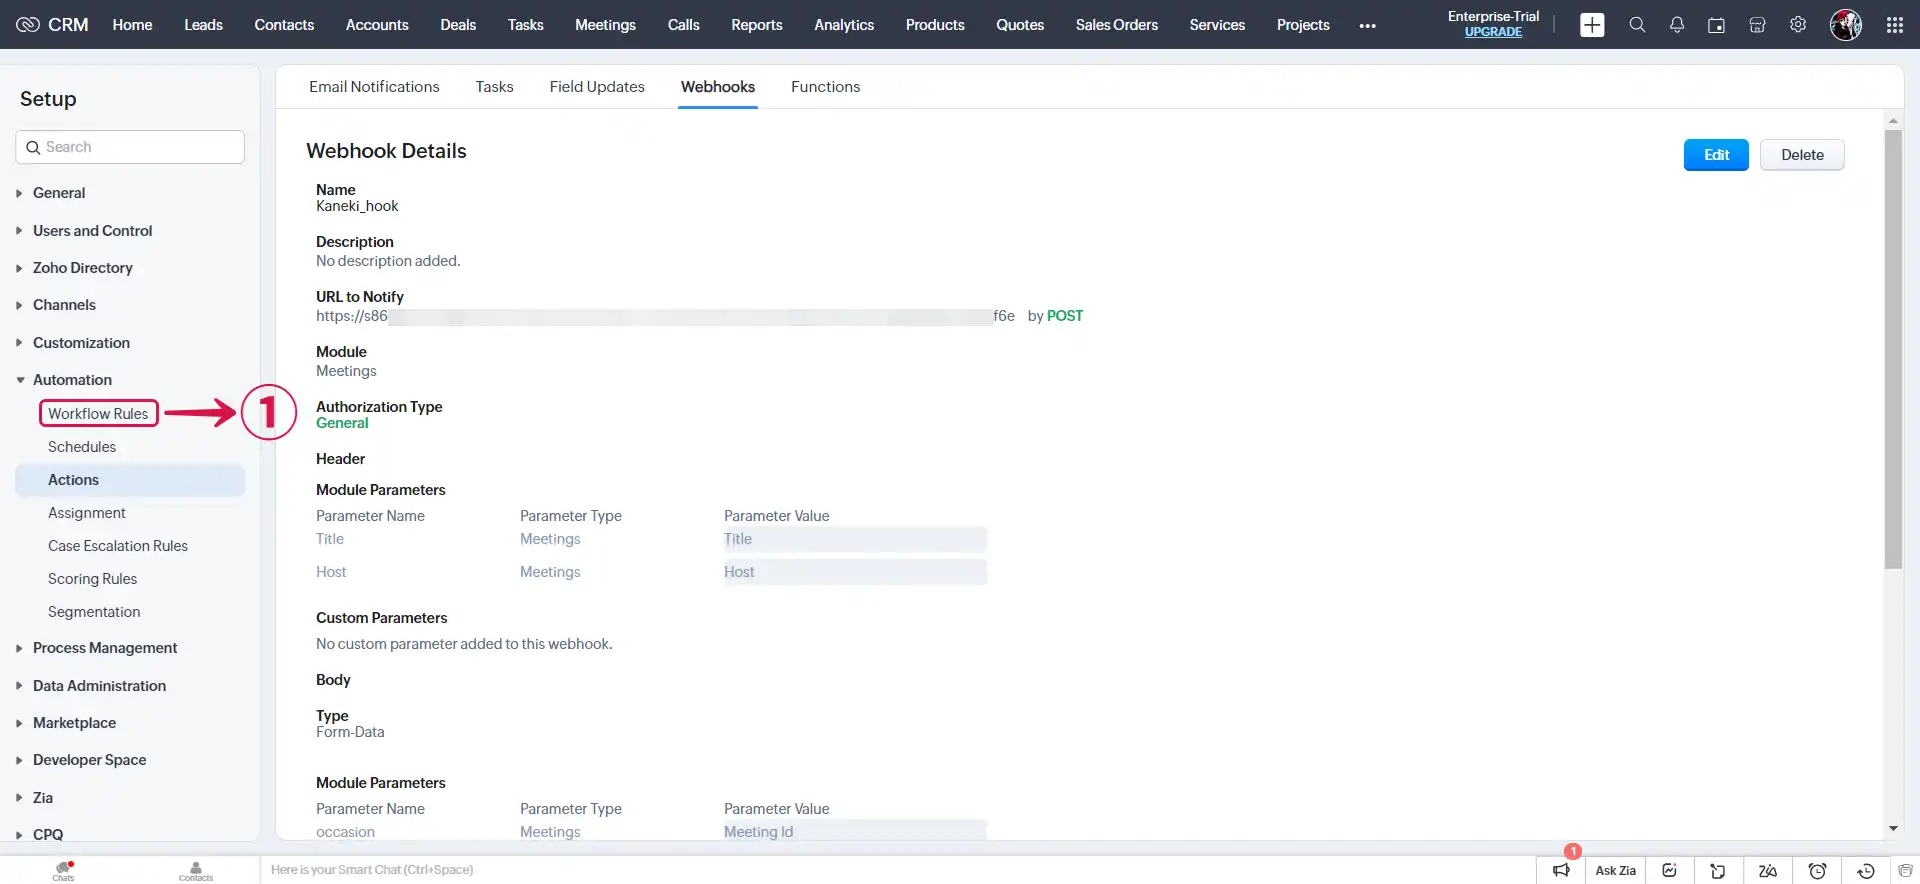 CRM Home Leads Contacts Accounts Deals Tasks Meetings Calls Reports Analytics Products Quotes Sales Orders Services Projects ••• Enterprise-Trial
UPGRADE
Setup
Search
General
Users and Control
Zoho Directory
Channels
Customization
Automation
Workflow Rules 1
Schedules
Actions
Assignment
Case Escalation Rules
Scoring Rules
Segmentation
Process Management
Data Administration
Marketplace
Developer Space
Zia
CPQ
Email Notifications Tasks Field Updates Webhooks Functions
Webhook Details
Edit Delete
Name
Kaneki_hook
Description
No description added.
URL to Notify
https://s86 f6e by POST
Module
Meetings
Authorization Type
General
Header
Module Parameters
Parameter Name Parameter Type Parameter Value
Title Meetings Title
Host Meetings Host
Custom Parameters
No custom parameter added to this webhook.
Body
Type
Form-Data
Module Parameters
Parameter Name Parameter Type Parameter Value
occasion Meetings Meeting Id
Chats
Contacts
Here is your Smart Chat (Ctrl+Space)
1
Ask Zia